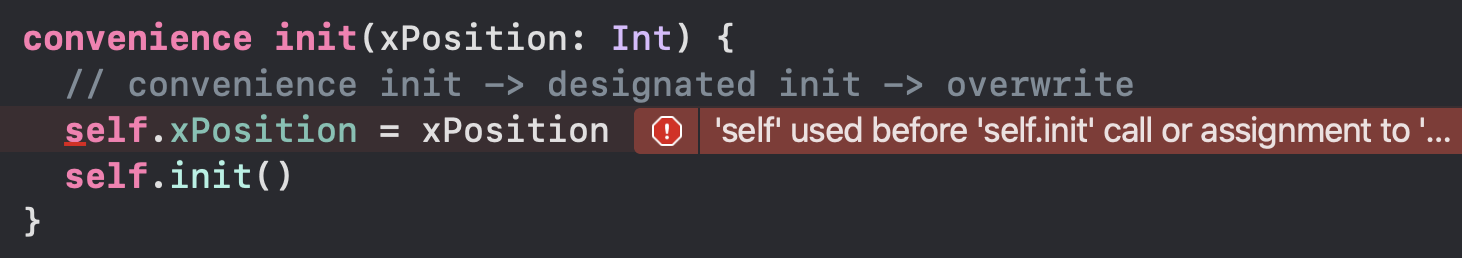 convenience init(xPosition: Int) {
// convenience init -> designated init -> overwrite
self.xPosition = xPosition 'self' used before 'self.init' call or assignment to '...
self.init()
}